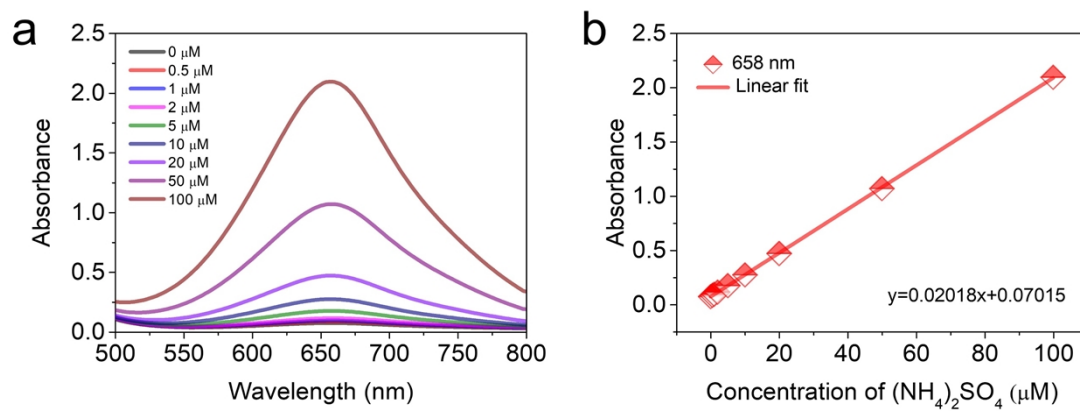 a
2.5
2.0
1.5
1.0
0.5
0.0
Absorbance
0 μM
0.5 μM
1 μM
2 μM
5 μM
10 μM
20 μM
50 μM
100 μM
500 550 600 650 700 750 800
Wavelength (nm)
b
2.5
2.0
1.5
1.0
0.5
0.0
Absorbance
658 nm
Linear fit
y=0.02018x+0.07015
0 20 40 60 80 100
Concentration of (NH₄)₂SO₄ (μM)